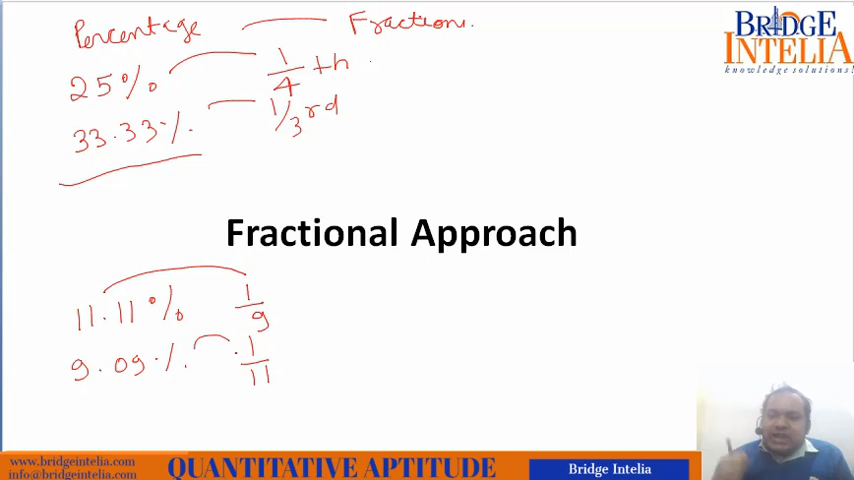 Percentage Fractions.
25% 1/4 th
33.33% 1/3 rd
BRIDGE
INTELIA
knowledge solutions!
Fractional Approach
11.11% 1/9
9.09% 1/11
www.bridgeintelia.com
info@bridgeintelia.com
QUANTITATIVE APTITUDE
Bridge Intelia